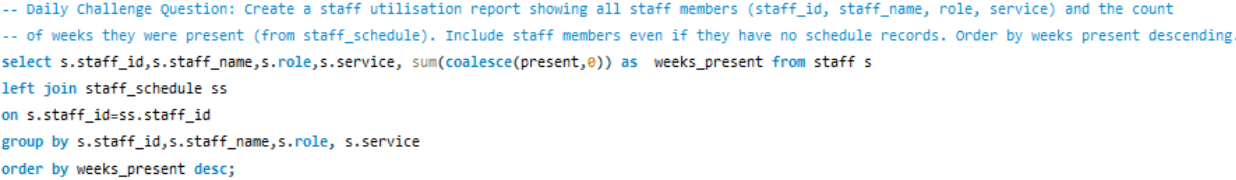 -- Daily Challenge Question: Create a staff utilisation report showing all staff members (staff_id, staff_name, role, service) and the count
-- of weeks they were present (from staff_schedule). Include staff members even if they have no schedule records. Order by weeks present descending.
select s.staff_id,s.staff_name,s.role,s.service, sum(coalesce(present,0)) as  weeks_present from staff s
left join staff_schedule ss
on s.staff_id=ss.staff_id
group by s.staff_id,s.staff_name,s.role, s.service
order by weeks_present desc;